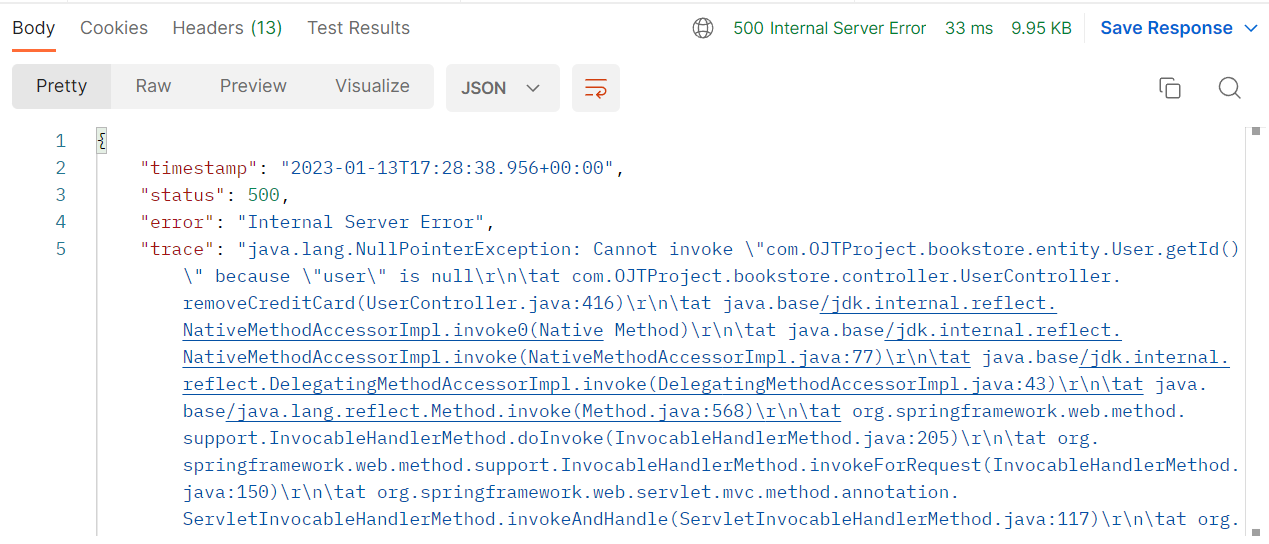 Body Cookies Headers (13) Test Results 500 Internal Server Error 33 ms 9.95 KB Save Response
Pretty Raw Preview Visualize JSON
1 {
2 "timestamp": "2023-01-13T17:28:38.956+00:00",
3 "status": 500,
4 "error": "Internal Server Error",
5 "trace": "java.lang.NullPointerException: Cannot invoke \"com.OJTProject.bookstore.entity.User.getId()
\" because \"user\" is null\r\n\tat com.OJTProject.bookstore.controller.UserController.
removeCreditCard(UserController.java:416)\r\n\tat java.base/jdk.internal.reflect.
NativeMethodAccessorImpl.invoke0(Native Method)\r\n\tat java.base/jdk.internal.reflect.
NativeMethodAccessorImpl.invoke(NativeMethodAccessorImpl.java:77)\r\n\tat java.base/jdk.internal.
reflect.DelegatingMethodAccessorImpl.invoke(DelegatingMethodAccessorImpl.java:43)\r\n\tat java.
base/java.lang.reflect.Method.invoke(Method.java:568)\r\n\tat org.springframework.web.method.
support.InvocableHandlerMethod.doInvoke(InvocableHandlerMethod.java:205)\r\n\tat org.
springframework.web.method.support.InvocableHandlerMethod.invokeForRequest(InvocableHandlerMethod.
java:150)\r\n\tat org.springframework.web.servlet.mvc.method.annotation.
ServletInvocableHandlerMethod.invokeAndHandle(ServletInvocableHandlerMethod.java:117)\r\n\tat org.